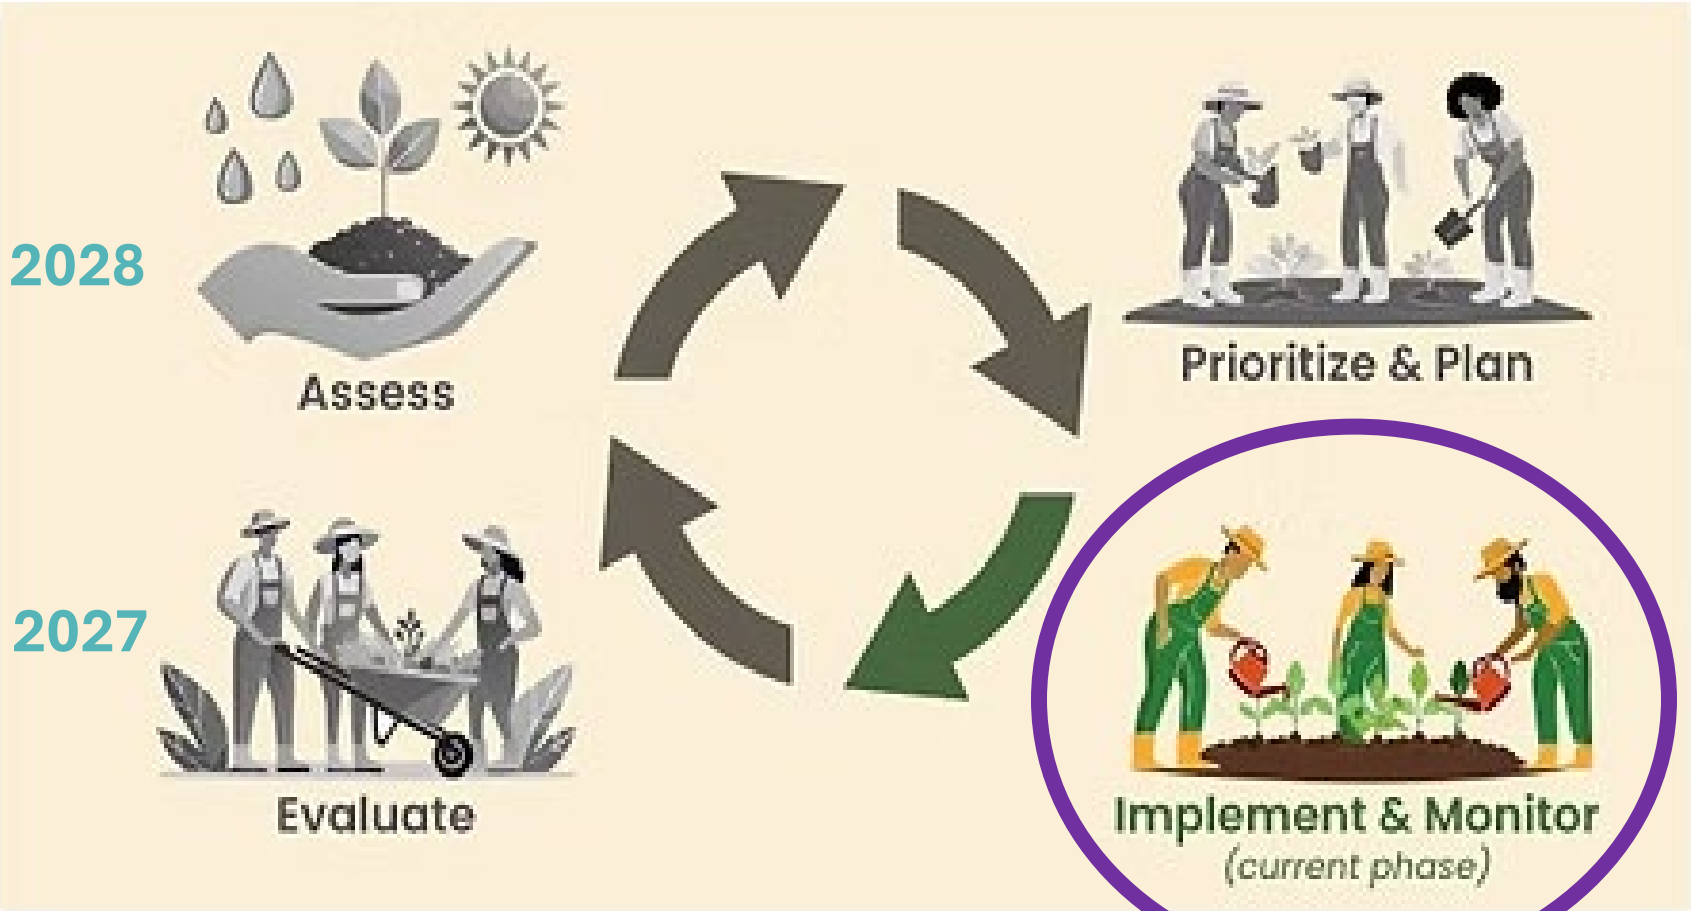 2028
Assess
Prioritize & Plan
2027
Evaluate
Implement & Monitor
(current phase)